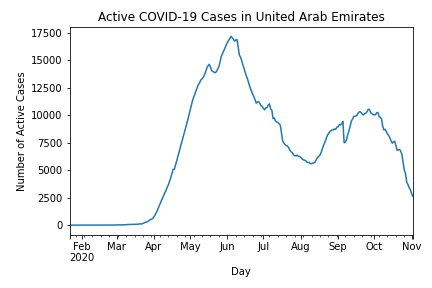 Active COVID-19 Cases in United Arab Emirates
17500
15000
12500
10000
7500
5000
2500
0
Number of Active Cases
Feb Mar Apr May Jun Jul Aug Sep Oct Nov
2020
Day